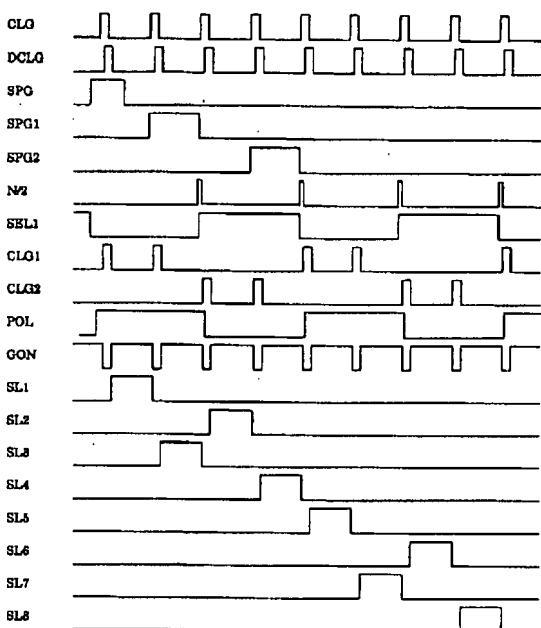 CLG
DCLG
SPG
SPG1
SPG2
N/2
SEL1
CLG1
CLG2
POL
GON
SL1
SL2
SL3
SL4
SL5
SL6
SL7
SL8